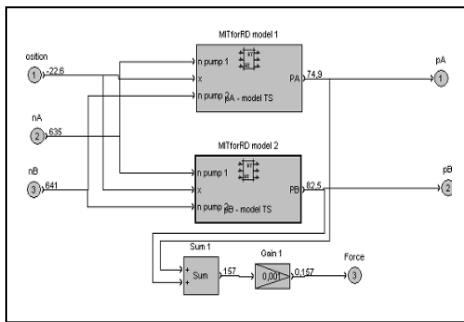 MITforRD model 1
osition
1
-22,6
n pump 1
x
n pump 2
pA - model TS
PA
74,9
pA
1
nA
2
635
MITforRD model 2
nB
3
641
n pump 1
x
n pump 2
pB - model TS
PB
82,5
pB
2
Sum 1
+
+
Sum
157
Gain 1
0,001
0,157
Force
3